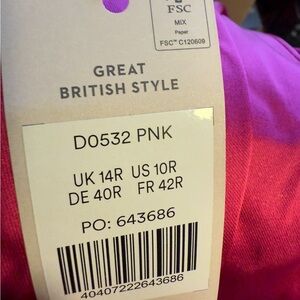 FSC
MIX
Paper
FSC™ C120609
GREAT
BRITISH STYLE
D0532 PNK
UK 14R US 10R
DE 40R FR 42R
PO: 643686
40407222643686